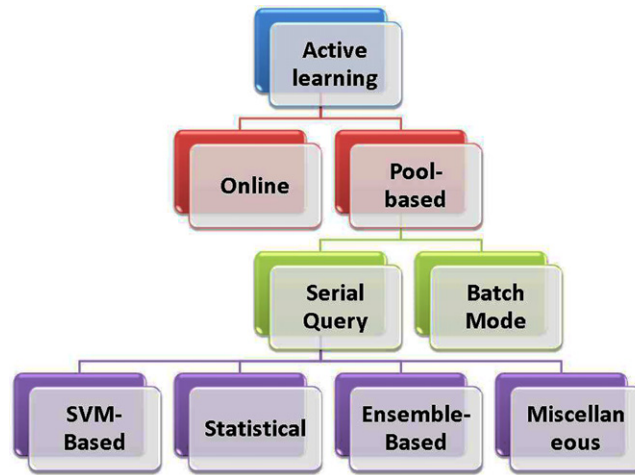 Active
learning
Online
Pool-
based
Serial
Query
Batch
Mode
SVM-
Based
Statistical
Ensemble-
Based
Miscellan
eous